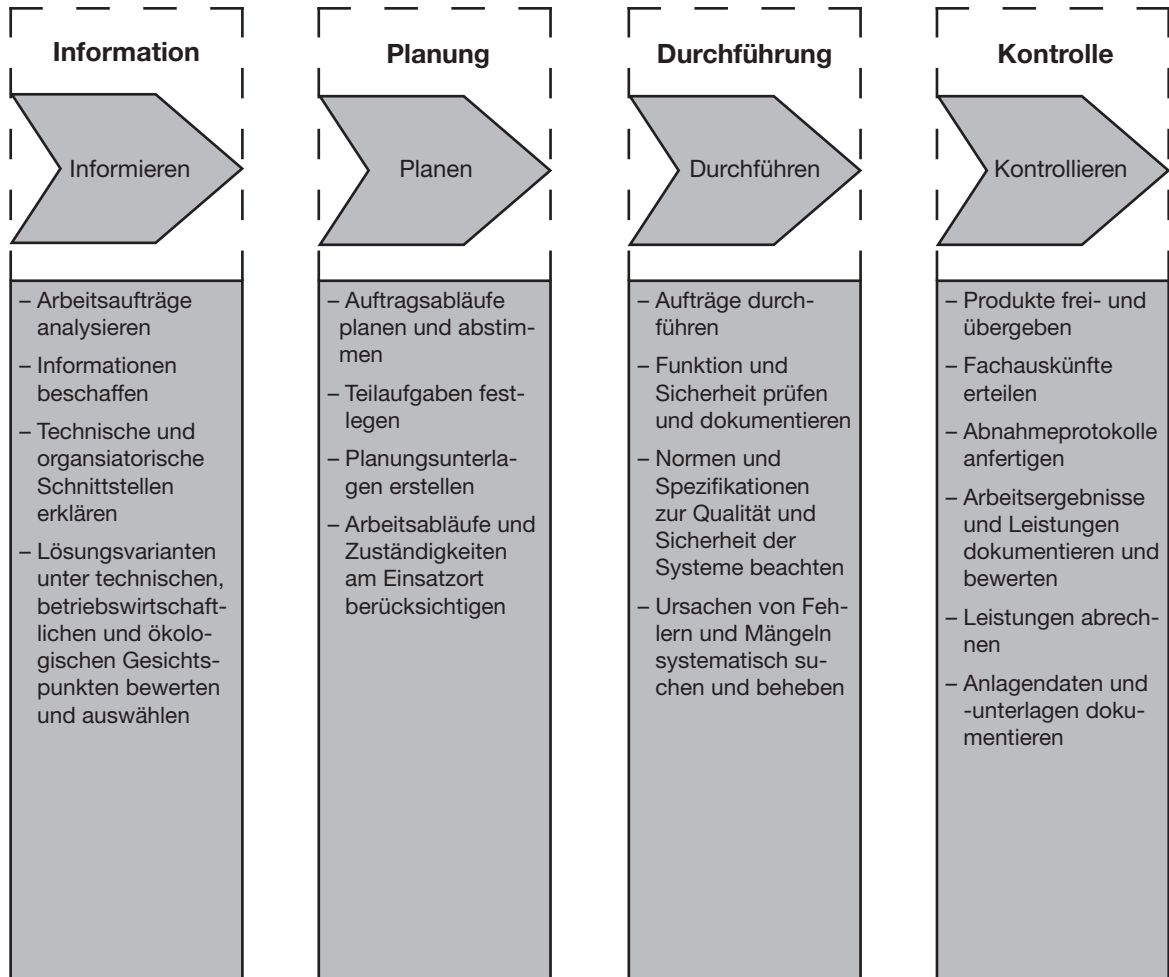 Information
Informieren
– Arbeitsaufträge
analysieren
– Informationen
beschaffen
– Technische und
organsiatorische
Schnittstellen
erklären
– Lösungsvarianten
unter technischen,
betriebswirtschaft-
lichen und ökolo-
gischen Gesichts-
punkten bewerten
und auswählen
Planung
Planen
– Auftragsabläufe
planen und abstim-
men
– Teilaufgaben fest-
legen
– Planungsunterla-
gen erstellen
– Arbeitsabläufe und
Zuständigkeiten
am Einsatzort
berücksichtigen
Durchführung
Durchführen
– Aufträge durch-
führen
– Funktion und
Sicherheit prüfen
und dokumentieren
– Normen und
Spezifikationen
zur Qualität und
Sicherheit der
Systeme beachten
– Ursachen von Feh-
lern und Mängeln
systematisch su-
chen und beheben
Kontrolle
Kontrollieren
– Produkte frei- und
übergeben
– Fachauskünfte
erteilen
– Abnahmeprotokolle
anfertigen
– Arbeitsergebnisse
und Leistungen
dokumentieren und
bewerten
– Leistungen abrech-
nen
– Anlagendaten und
-unterlagen doku-
mentieren